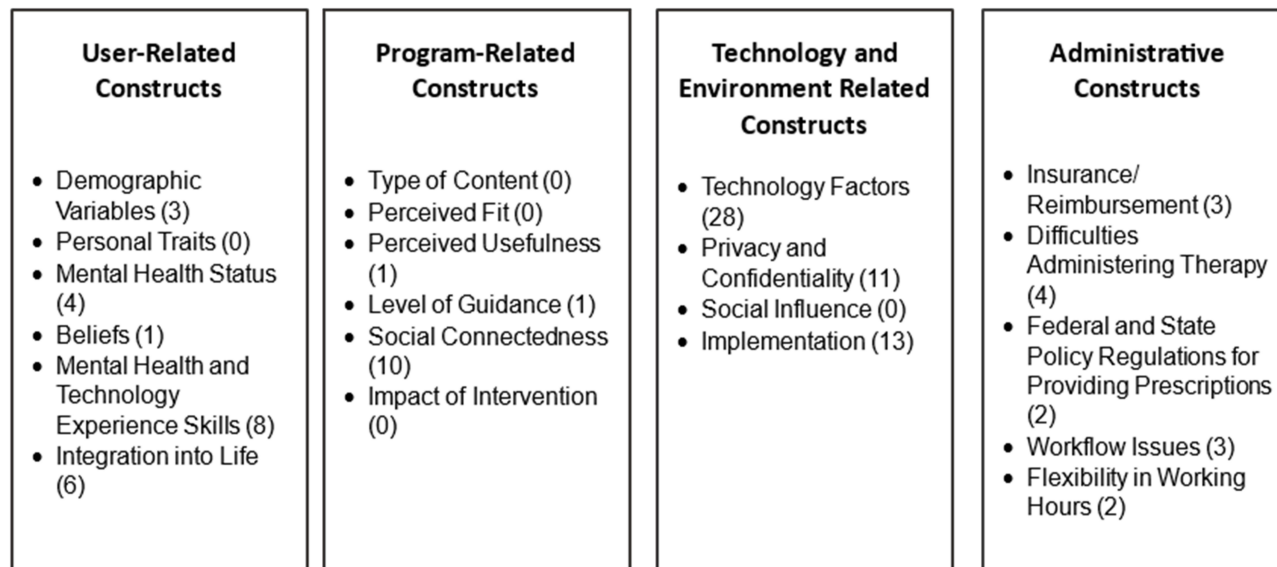 User-Related
Constructs
• Demographic
Variables (3)
• Personal Traits (0)
• Mental Health Status
(4)
• Beliefs (1)
• Mental Health and
Technology
Experience Skills (8)
• Integration into Life
(6)
Program-Related
Constructs
• Type of Content (0)
• Perceived Fit (0)
• Perceived Usefulness
(1)
• Level of Guidance (1)
• Social Connectedness
(10)
• Impact of Intervention
(0)
Technology and
Environment Related
Constructs
• Technology Factors
(28)
• Privacy and
Confidentiality (11)
• Social Influence (0)
• Implementation (13)
Administrative
Constructs
• Insurance/
Reimbursement (3)
• Difficulties
Administering Therapy
(4)
• Federal and State
Policy Regulations for
Providing Prescriptions
(2)
• Workflow Issues (3)
• Flexibility in Working
Hours (2)